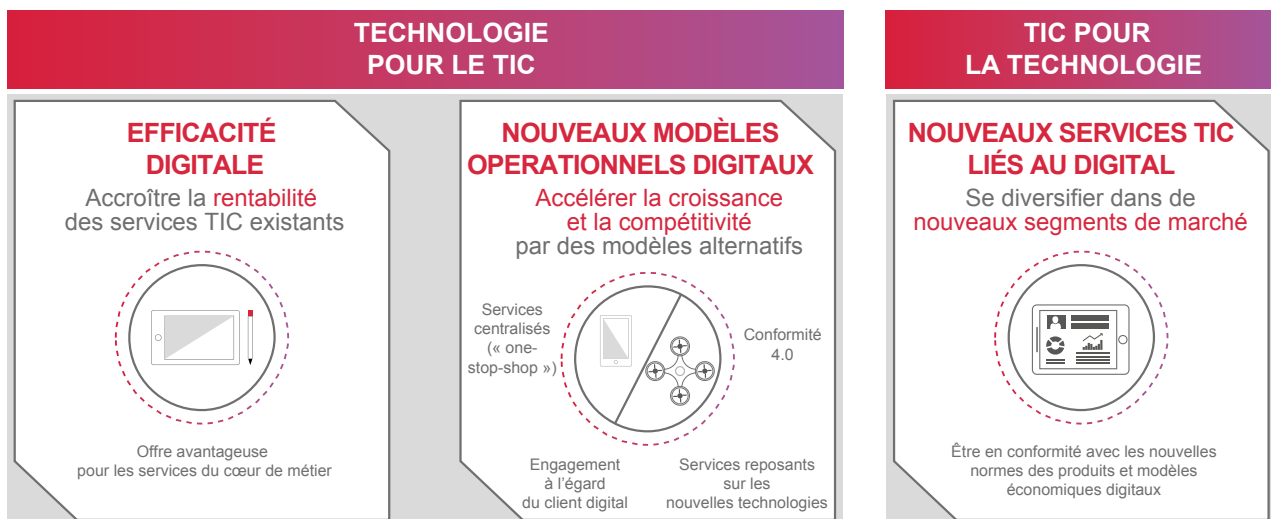 TECHNOLOGIE
POUR LE TIC
EFFICACITÉ
DIGITALE
Accroître la rentabilité
des services TIC existants
Offre avantageuse
pour les services du cœur de métier
NOUVEAUX MODÈLES
OPERATIONNELS DIGITAUX
Accélérer la croissance
et la compétitivité
par des modèles alternatifs
Services
centralisés
(« one-
stop-shop »)
Conformité
4.0
Engagement
à l’égard
du client digital
Services reposants
sur les
nouvelles technologies
TIC POUR
LA TECHNOLOGIE
NOUVEAUX SERVICES TIC
LIÉS AU DIGITAL
Se diversifier dans de
nouveaux segments de marché
Être en conformité avec les nouvelles
normes des produits et modèles
économiques digitaux